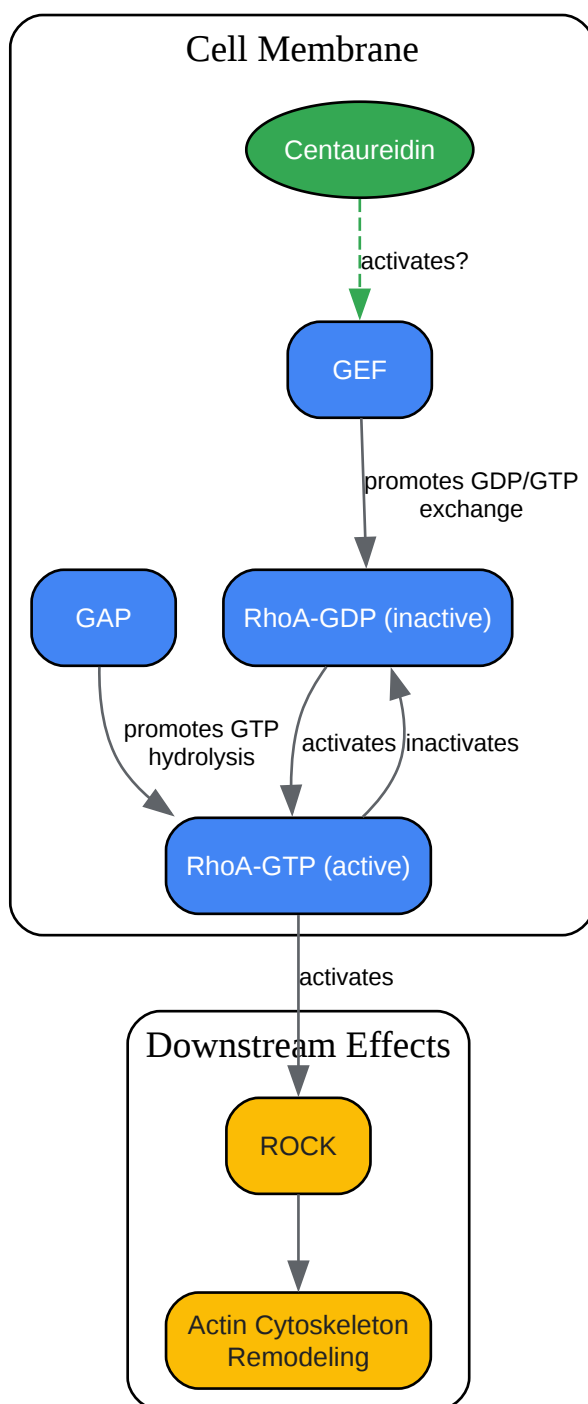 Cell Membrane
Centaureidin
activates?
GEF
promotes GDP/GTP
exchange
GAP
RhoA-GDP (inactive)
promotes GTP
hydrolysis
activates
inactivates
RhoA-GTP (active)
activates
Downstream Effects
ROCK
Actin Cytoskeleton
Remodeling